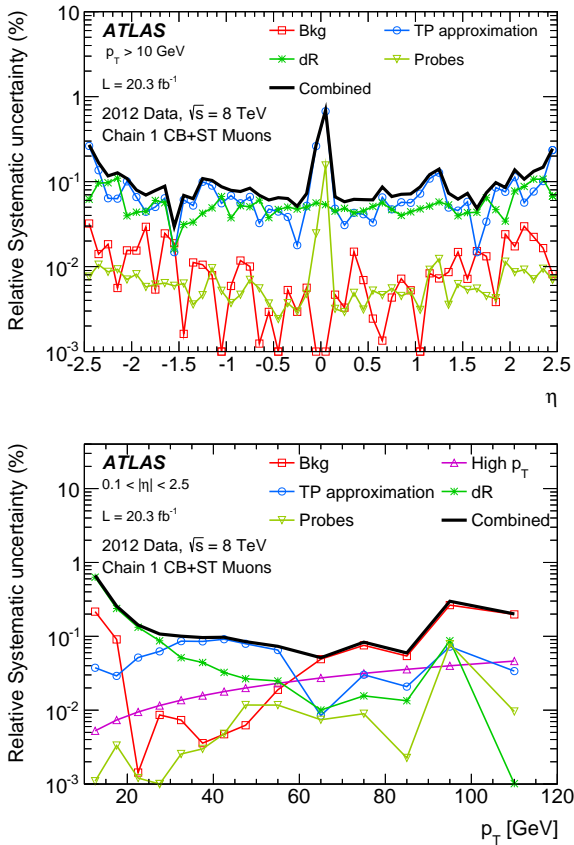 ATLAS
p_T > 10 GeV
L = 20.3 fb⁻¹
2012 Data, √s = 8 TeV
Chain 1 CB+ST Muons
Bkg
TP approximation
dR
Probes
Combined
Relative Systematic uncertainty (%)
10
1
10⁻¹
10⁻²
10⁻³
-2.5 -2 -1.5 -1 -0.5 0 0.5 1 1.5 2 2.5
η
ATLAS
0.1 < |η| < 2.5
L = 20.3 fb⁻¹
2012 Data, √s = 8 TeV
Chain 1 CB+ST Muons
Bkg
High p_T
TP approximation
dR
Probes
Combined
Relative Systematic uncertainty (%)
10
1
10⁻¹
10⁻²
10⁻³
20 40 60 80 100 120
p_T [GeV]